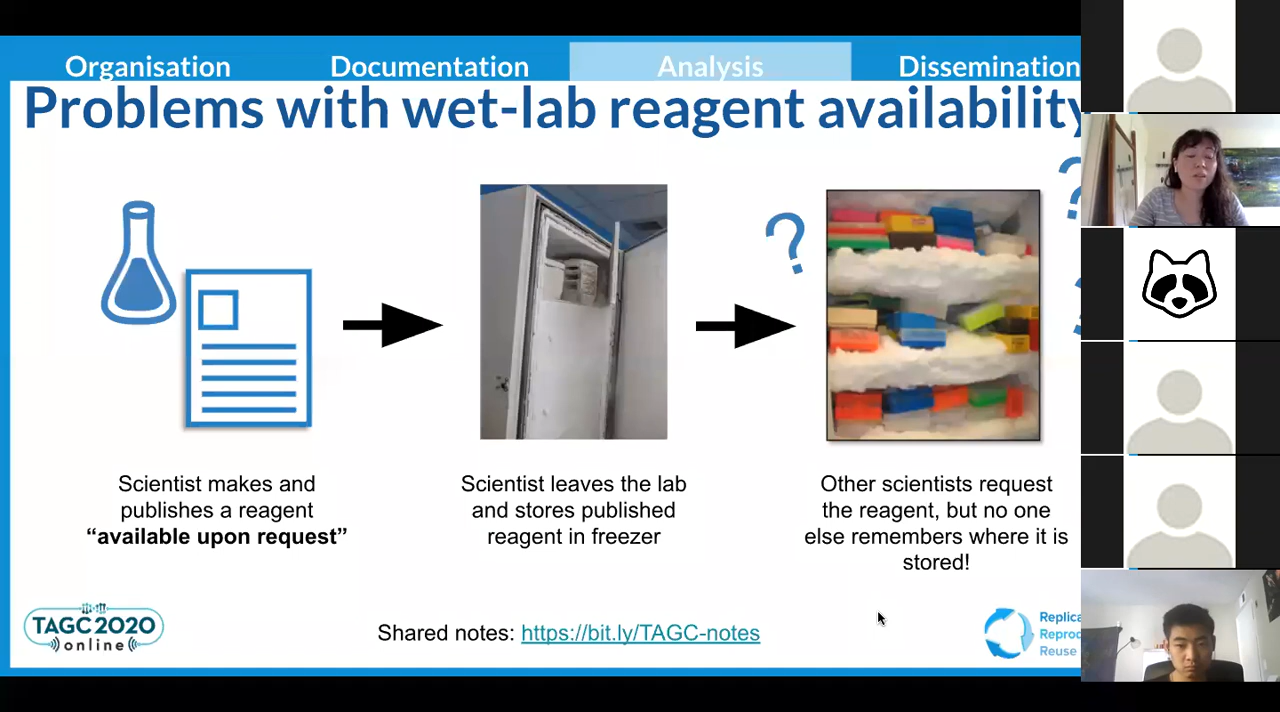 Organisation Documentation Analysis Dissemination
Problems with wet-lab reagent availability
?
?
Scientist makes and
publishes a reagent
“available upon request”
Scientist leaves the lab
and stores published
reagent in freezer
Other scientists request
the reagent, but no one
else remembers where it is
stored!
TAGC 2020
online
Shared notes: https://bit.ly/TAGC-notes
Replica
Reprod
Reuse